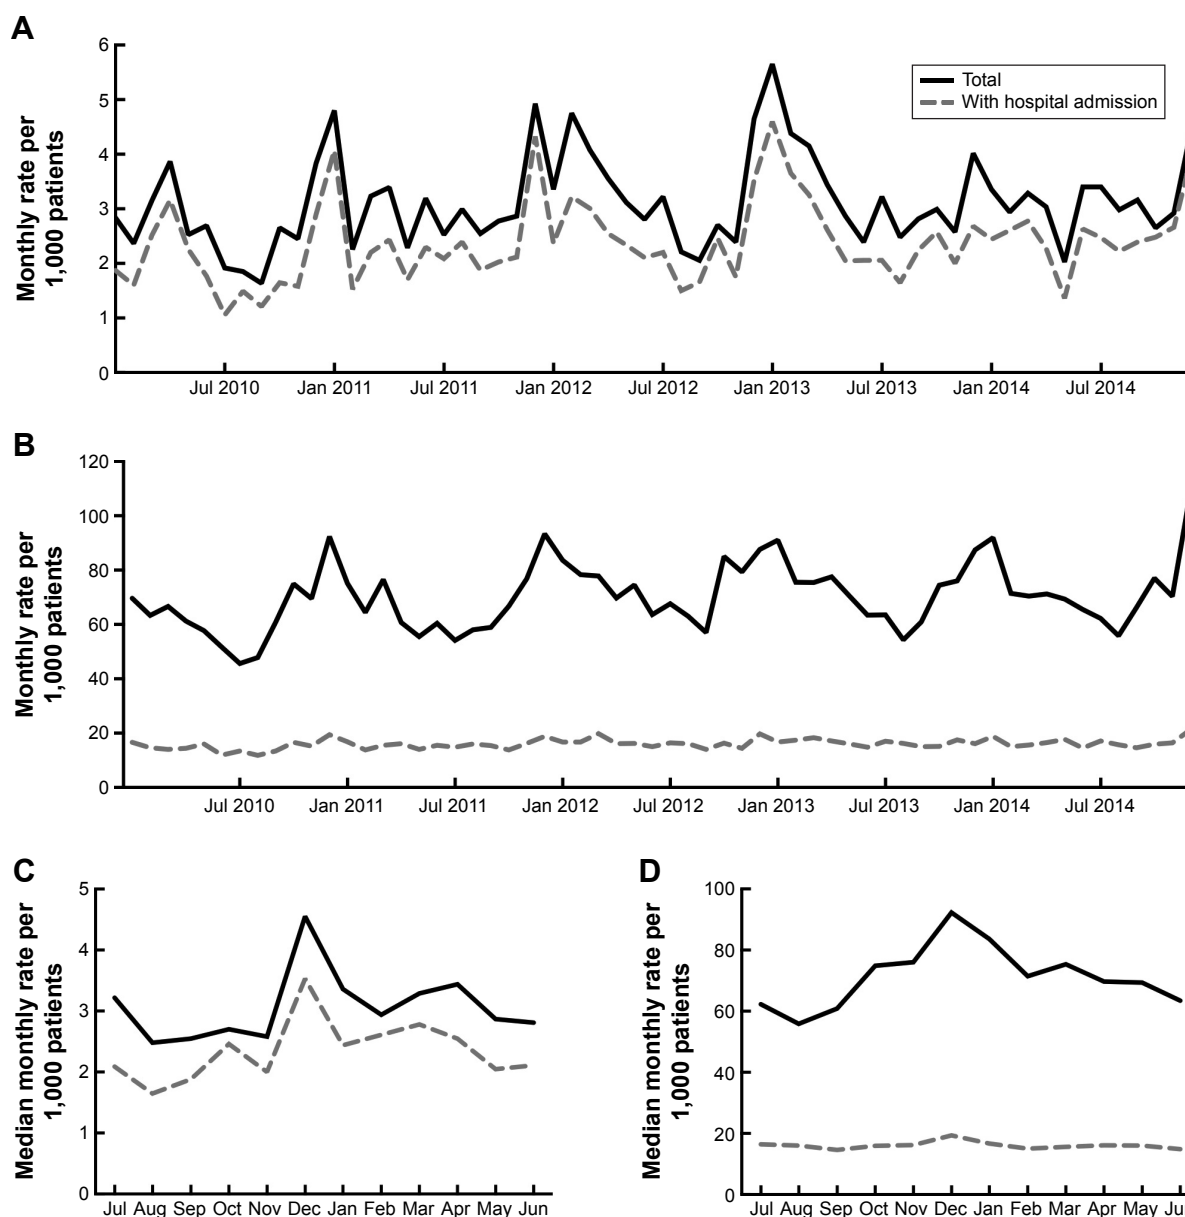 A
6
5
4
3
2
1
0
Monthly rate per
1,000 patients
Total
With hospital admission
Jul 2010 Jan 2011 Jul 2011 Jan 2012 Jul 2012 Jan 2013 Jul 2013 Jan 2014 Jul 2014
B
120
100
80
60
40
20
0
Monthly rate per
1,000 patients
Jul 2010 Jan 2011 Jul 2011 Jan 2012 Jul 2012 Jan 2013 Jul 2013 Jan 2014 Jul 2014
C
5
4
3
2
1
0
Median monthly rate per
1,000 patients
Jul Aug Sep Oct Nov Dec Jan Feb Mar Apr May Jun
D
100
80
60
40
20
0
Median monthly rate per
1,000 patients
Jul Aug Sep Oct Nov Dec Jan Feb Mar Apr May Jun